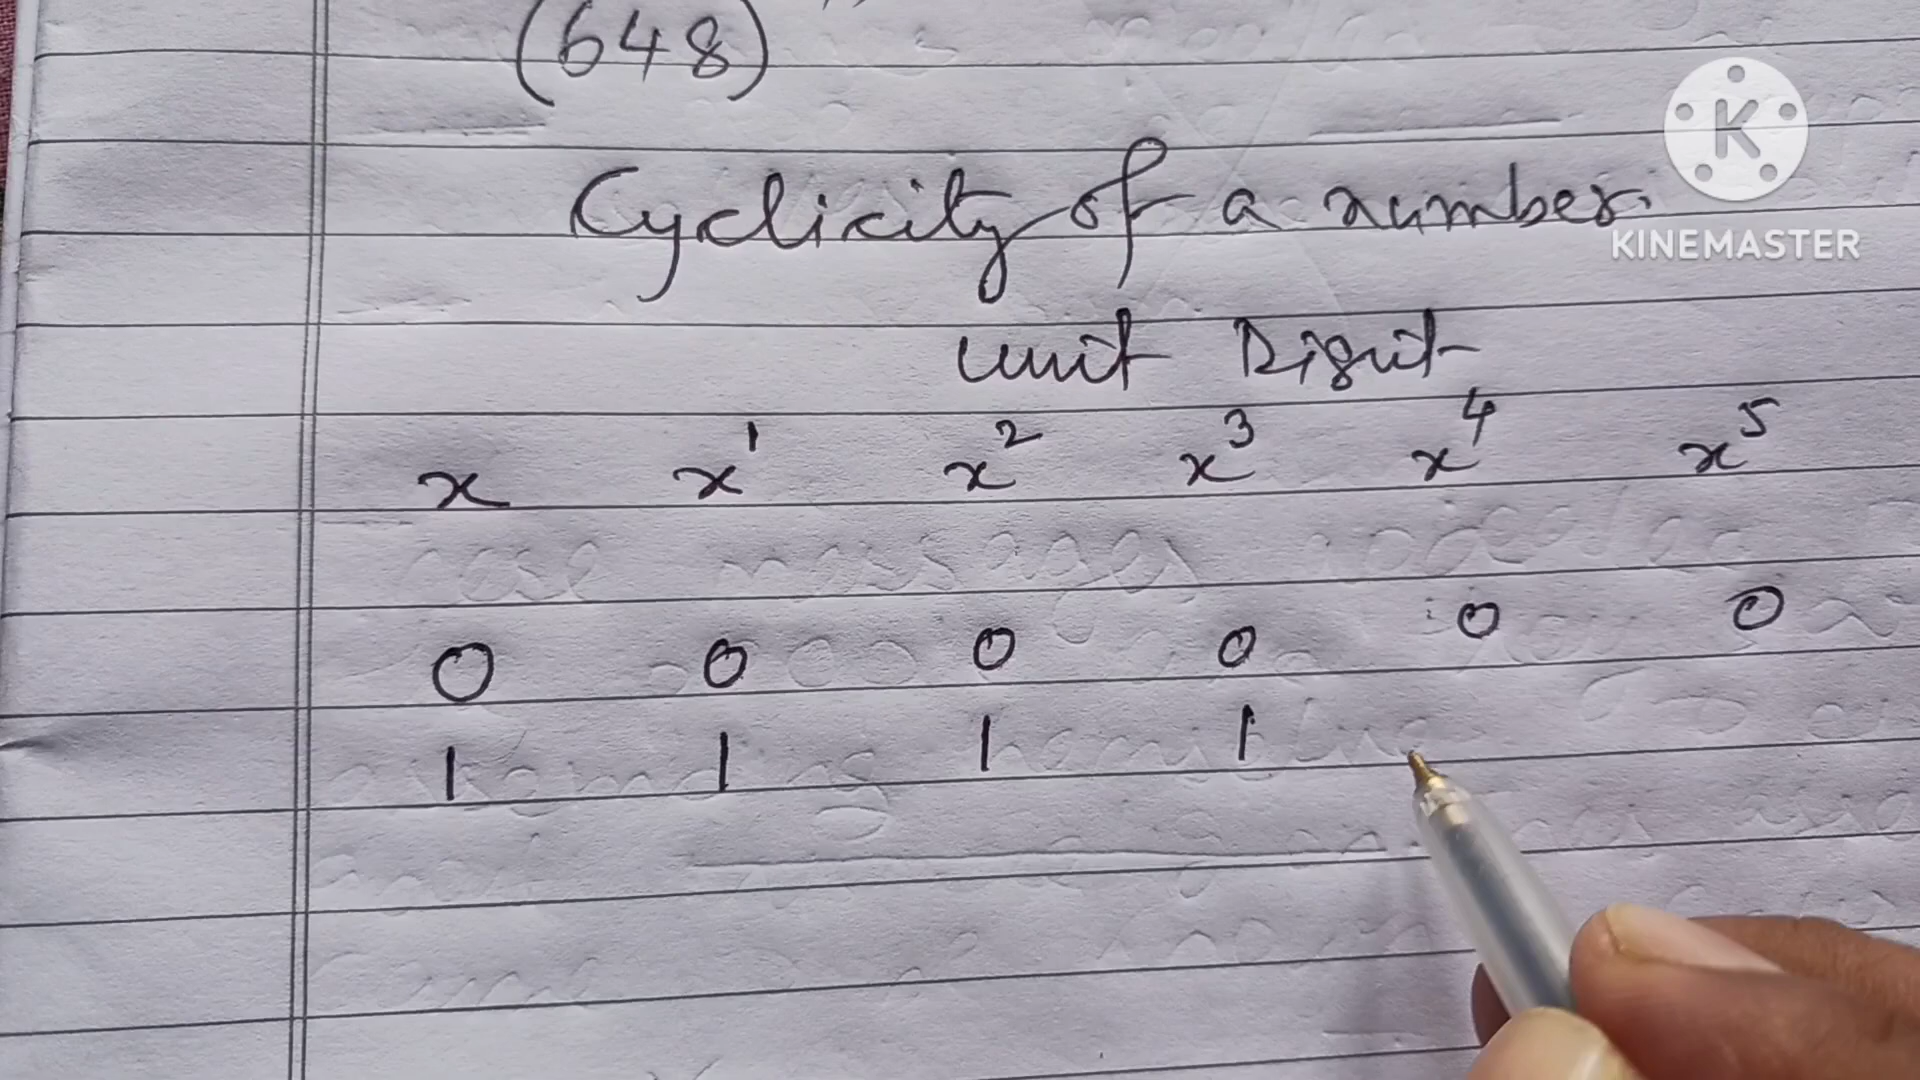 (648)
K
Cyclicity of a number.
KINEMASTER
Unit Digit
x x¹ x² x³ x⁴ x⁵
0 0 0 0 0 0
1 1 1 1